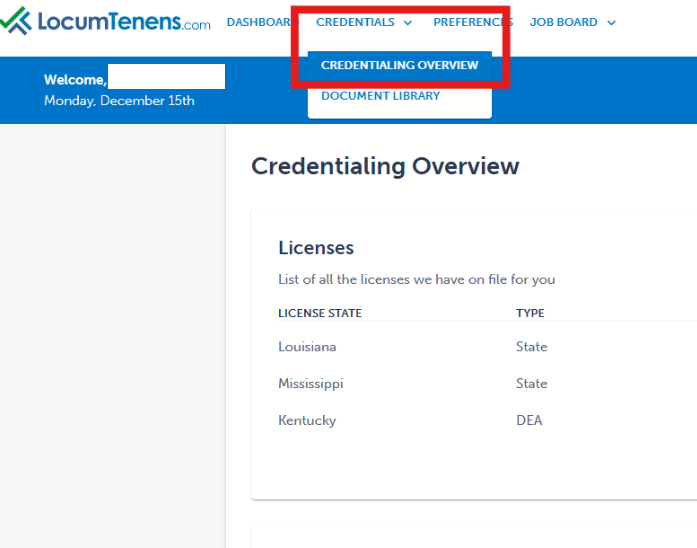 LocumTenens.com DASHBOARD CREDENTIALS PREFERENCES JOB BOARD
CREDENTIALING OVERVIEW
Welcome,
Monday, December 15th
DOCUMENT LIBRARY
Credentialing Overview
Licenses
List of all the licenses we have on file for you
LICENSE STATE TYPE
Louisiana State
Mississippi State
Kentucky DEA